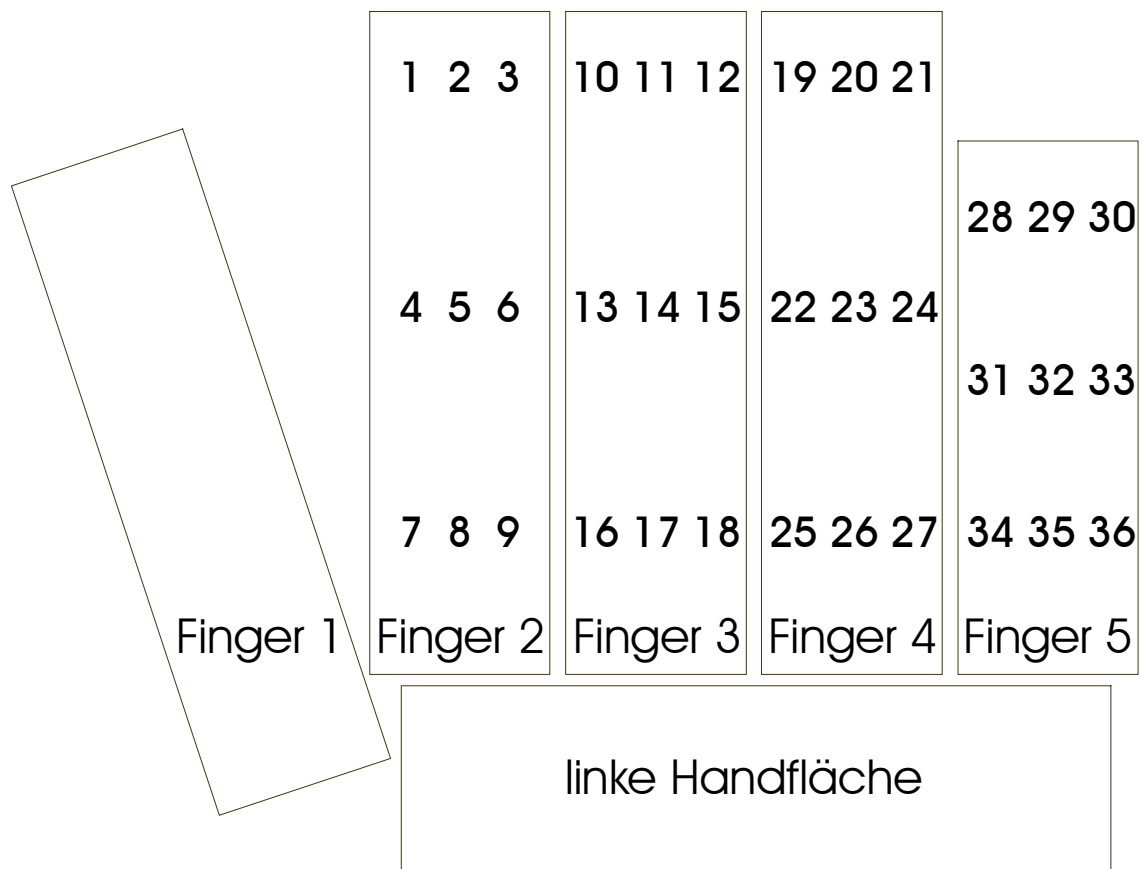 1 2 3 10 11 12 19 20 21
28 29 30
4 5 6 13 14 15 22 23 24
31 32 33
7 8 9 16 17 18 25 26 27 34 35 36
Finger 1 Finger 2 Finger 3 Finger 4 Finger 5
linke Handfläche